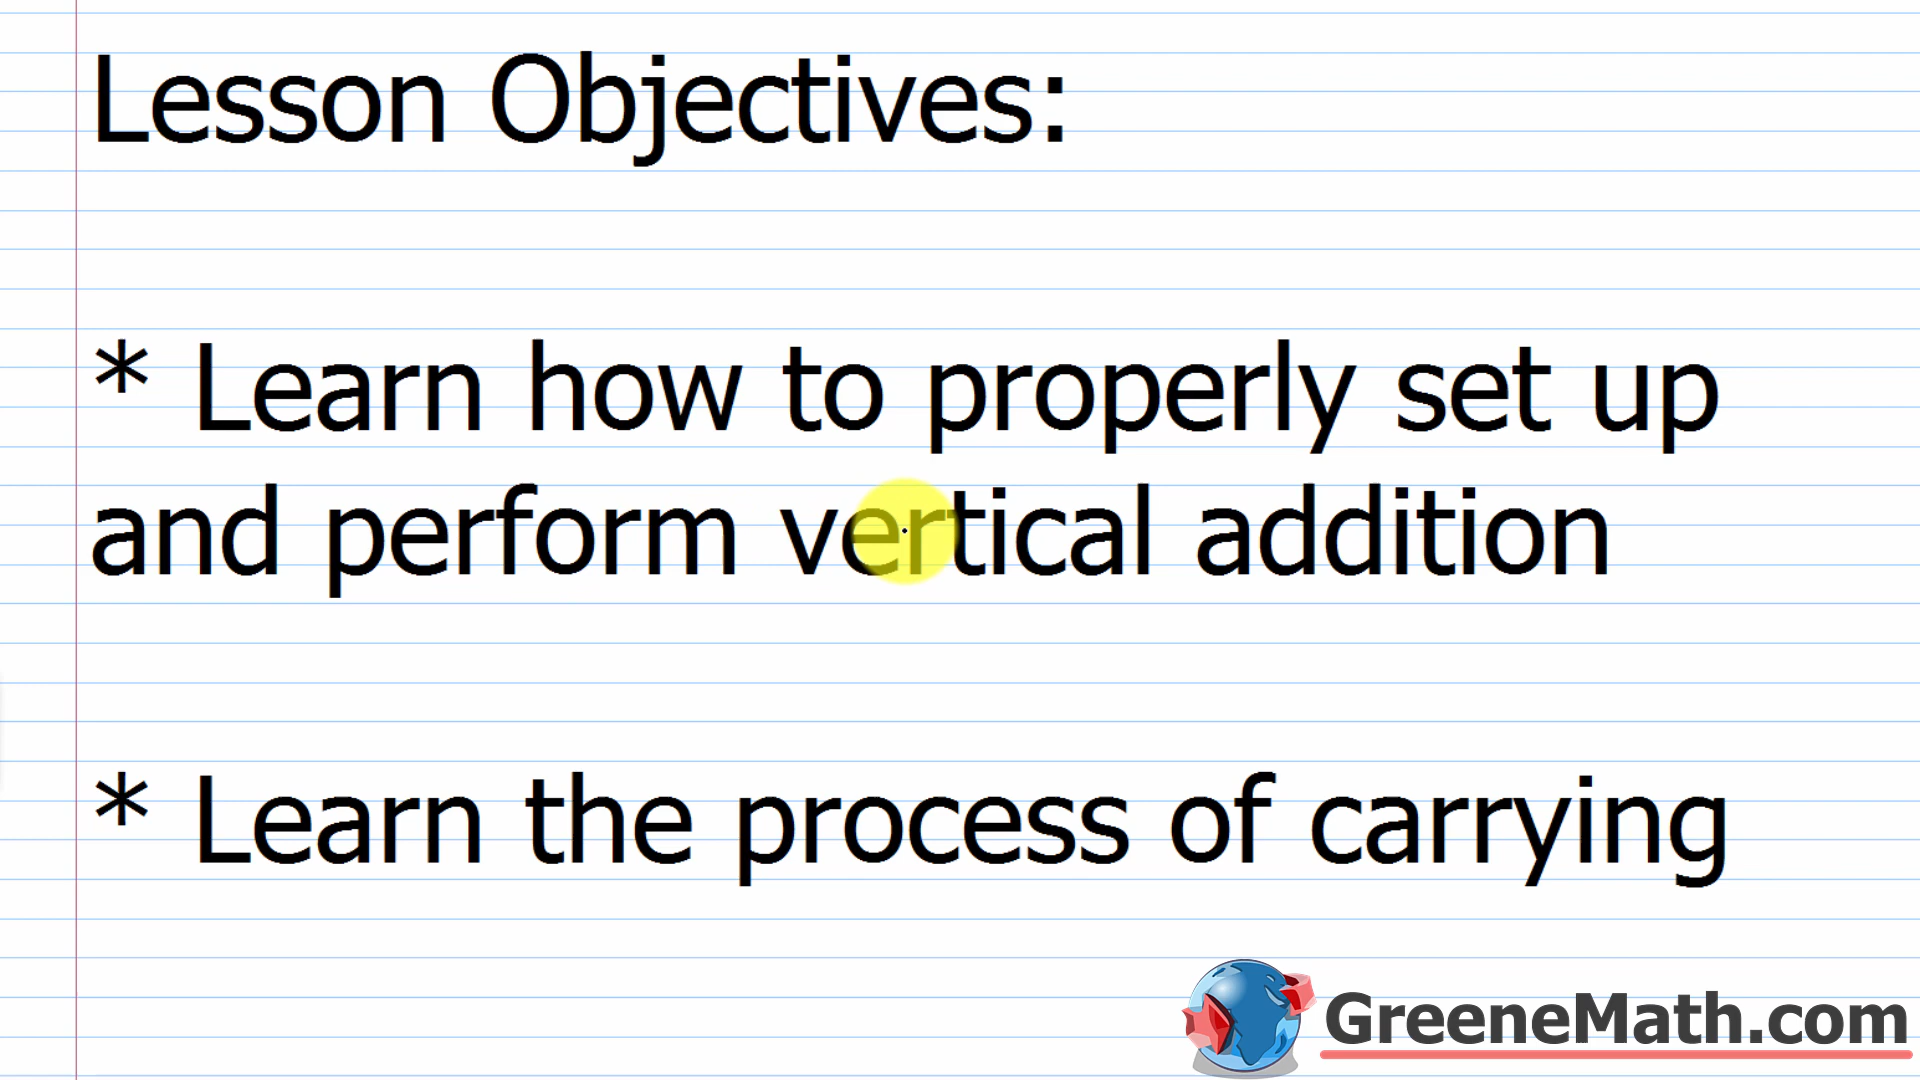 Lesson Objectives:
* Learn how to properly set up
and perform vertical addition
* Learn the process of carrying
GreeneMath.com